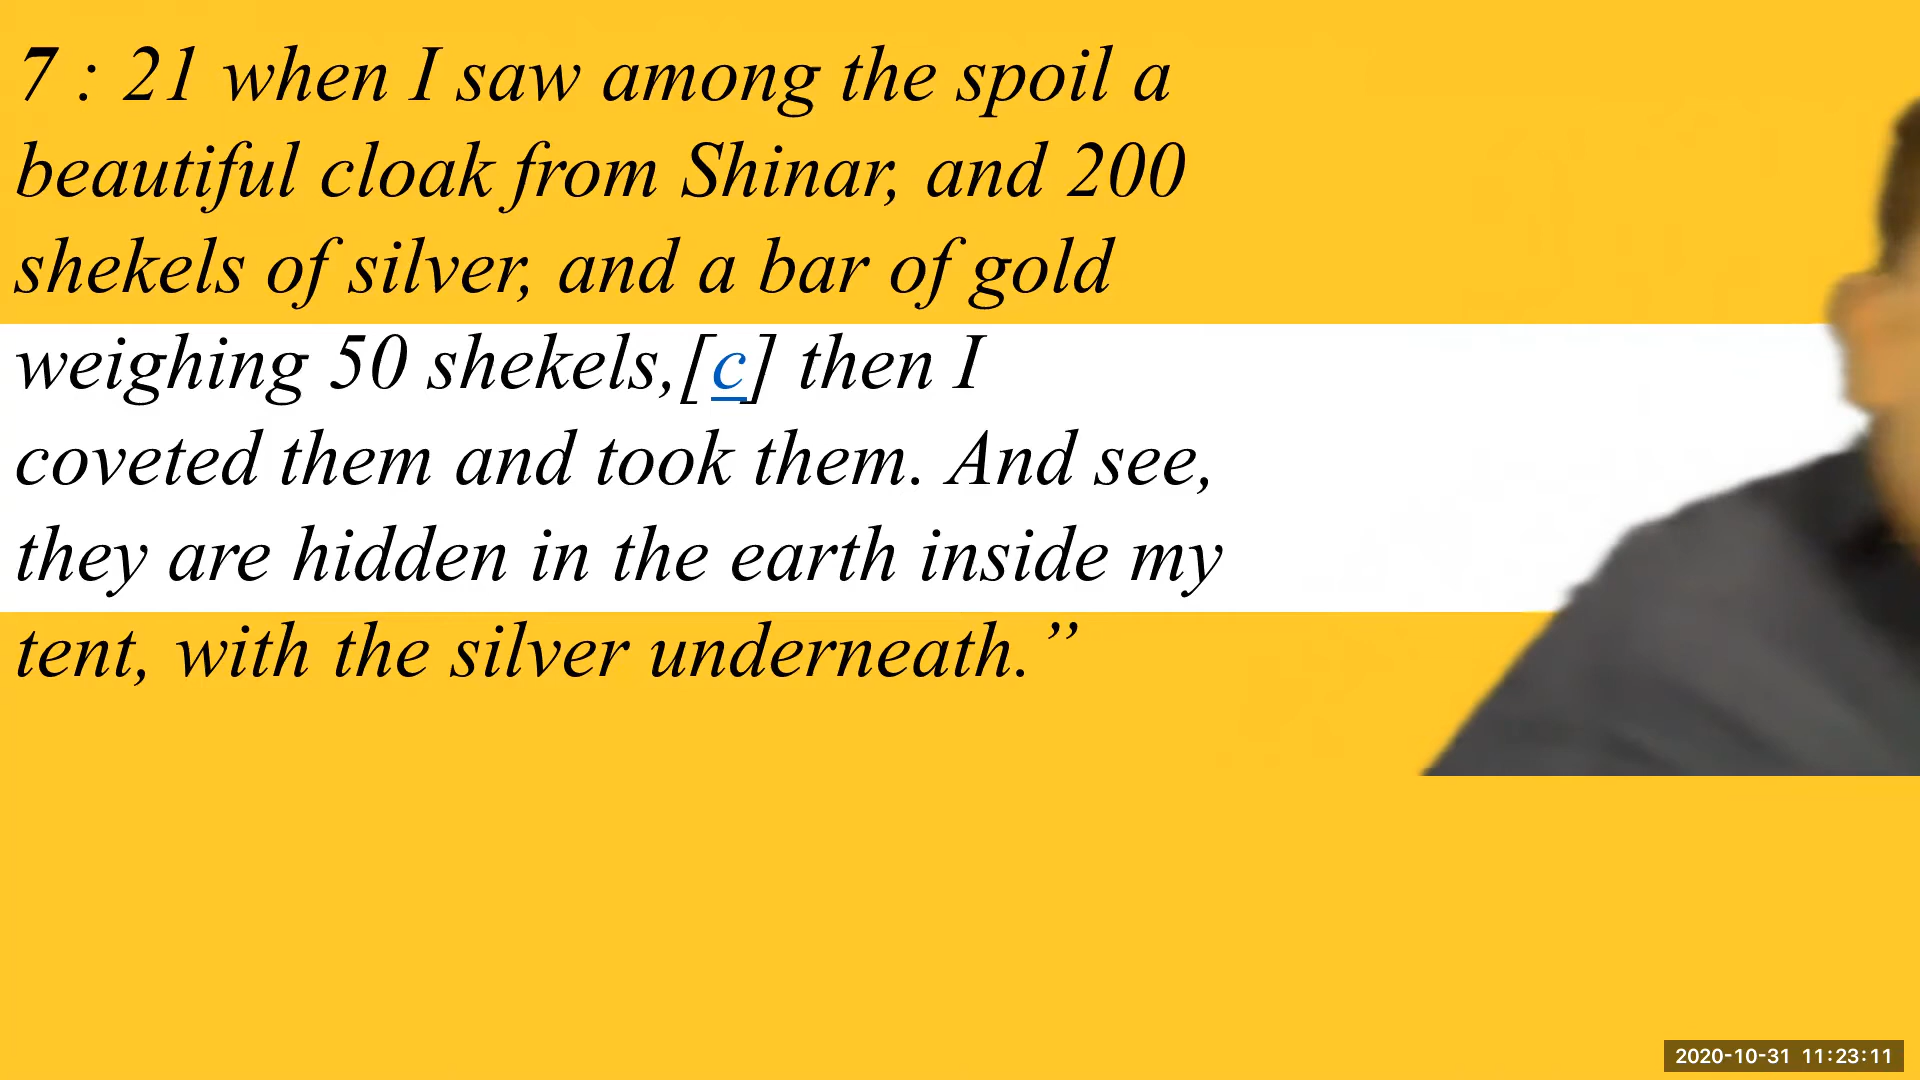 7 : 21 when I saw among the spoil a
beautiful cloak from Shinar, and 200
shekels of silver, and a bar of gold
weighing 50 shekels,[c] then I
coveted them and took them. And see,
they are hidden in the earth inside my
tent, with the silver underneath.”
2020-10-31 11:23:11